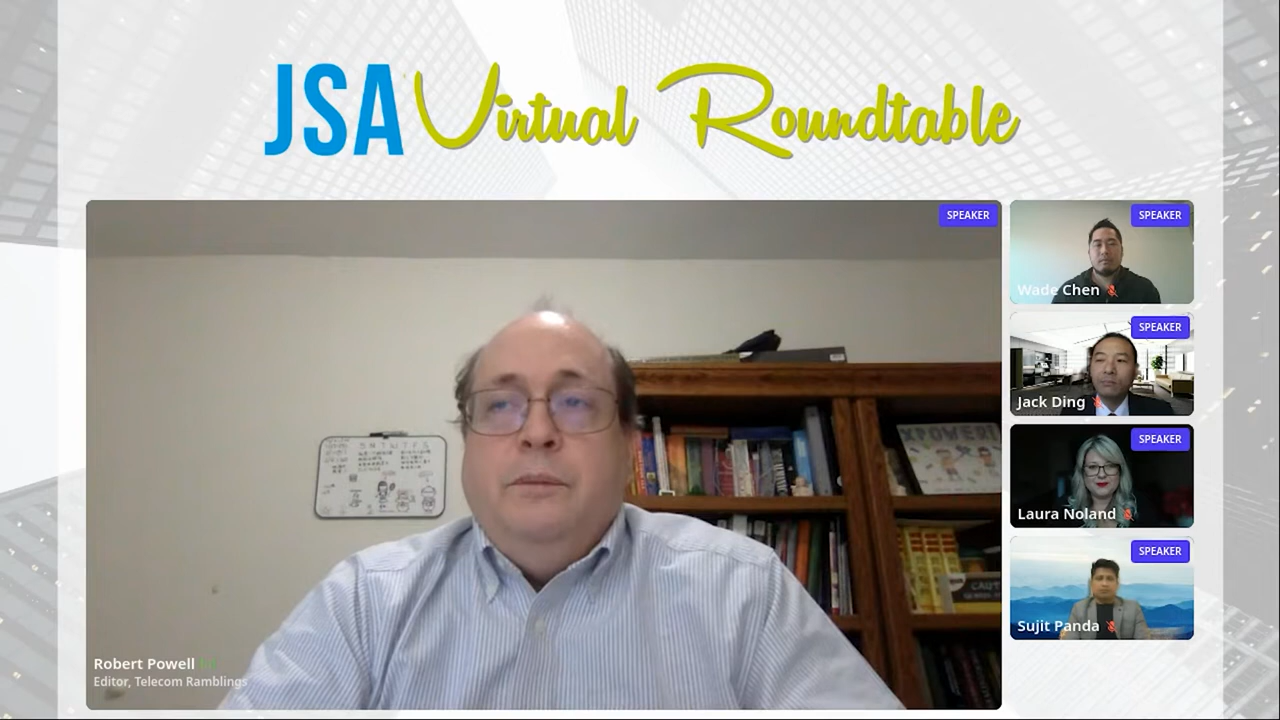 JSA Virtual Roundtable
SPEAKER
Robert Powell
Editor, Telecom Ramblings
SPEAKER
Wade Chen
SPEAKER
Jack Ding
SPEAKER
Laura Noland
SPEAKER
Sujit Panda